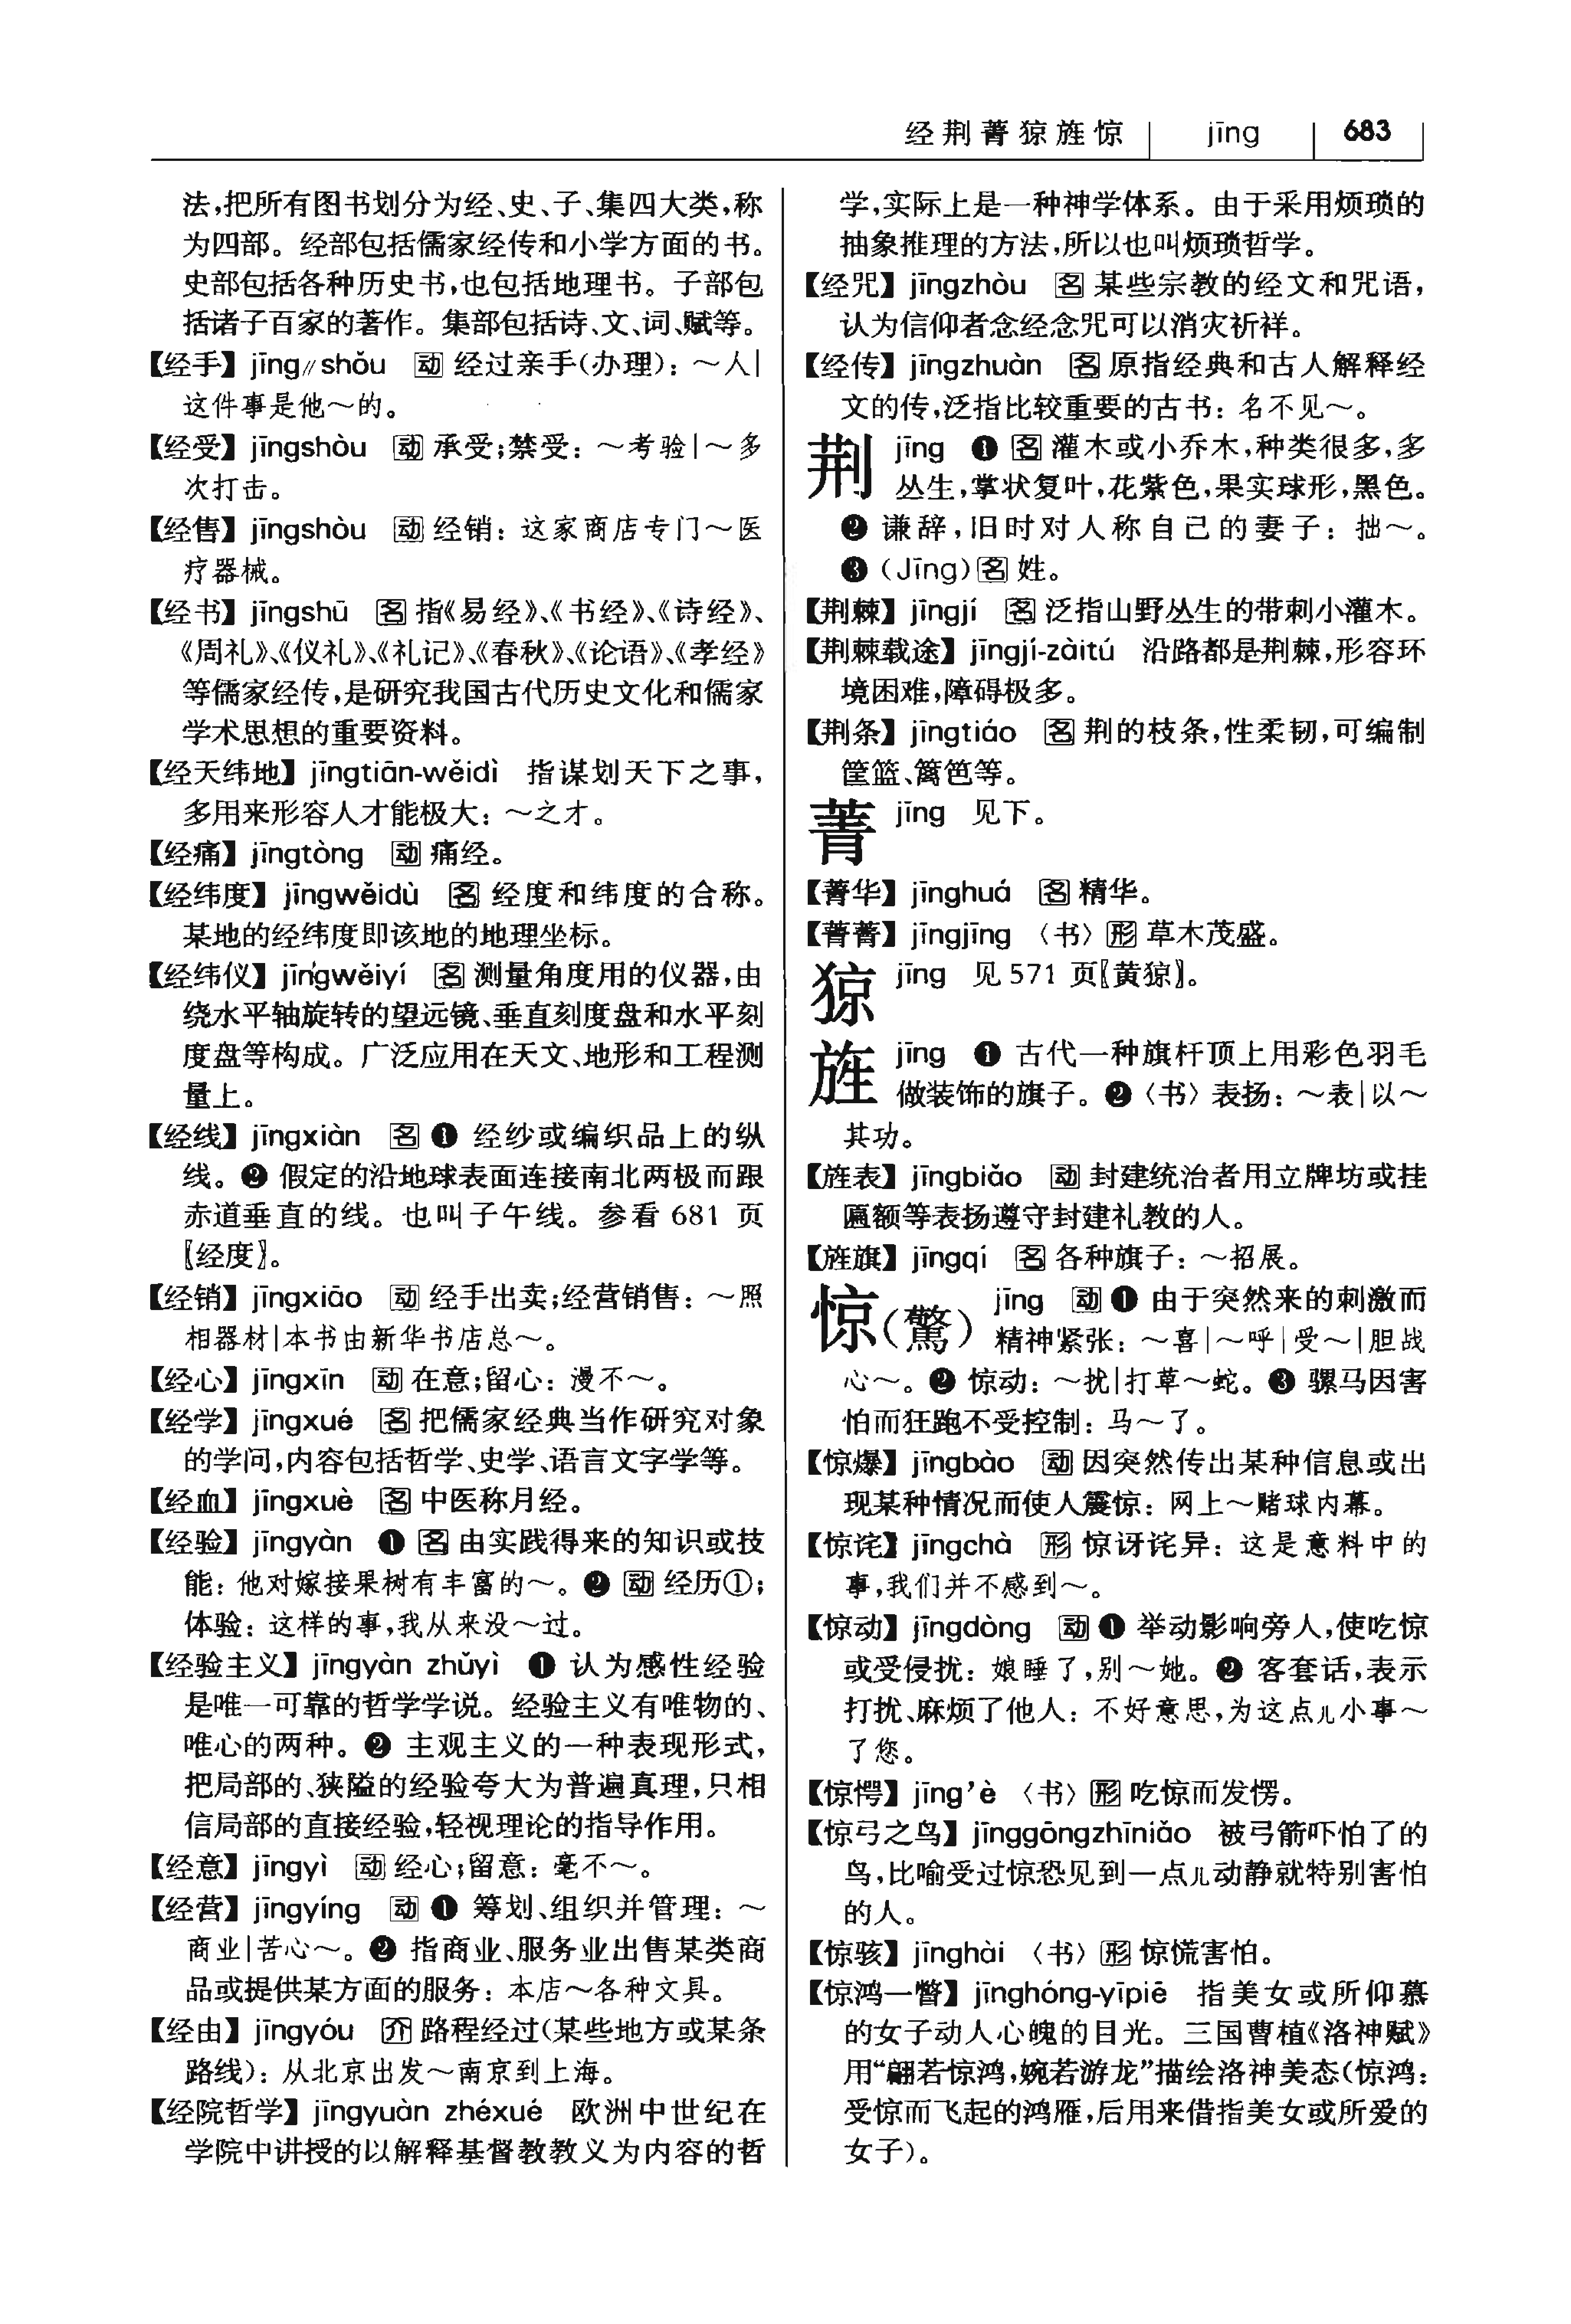 经荆菁猄旌惊 jīng 683
法,把所有图书划分为经、史、子、集四大类,称
为四部。经部包括儒家经传和小学方面的书。
史部包括各种历史书,也包括地理书。子部包
括诸子百家的著作。集部包括诗、文、词、赋等。
【经手】jīng∥shǒu 动 经过亲手(办理):~人|
这件事是他~的。
【经受】jīngshòu 动 承受;禁受:~考验|~多
次打击。
【经售】jīngshòu 动 经销:这家商店专门~医
疗器械。
【经书】jīngshū 名 指《易经》、《书经》、《诗经》、
《周礼》、《仪礼》、《礼记》、《春秋》、《论语》、《孝经》
等儒家经传,是研究我国古代历史文化和儒家
学术思想的重要资料。
【经天纬地】jīngtiān-wěidì 指谋划天下之事,
多用来形容人才能极大:~之才。
【经痛】jīngtòng 动 痛经。
【经纬度】jīngwěidù 名 经度和纬度的合称。
某地的经纬度即该地的地理坐标。
【经纬仪】jīngwěiyí 名 测量角度用的仪器,由
绕水平轴旋转的望远镜、垂直刻度盘和水平刻
度盘等构成。广泛应用在天文、地形和工程测
量上。
【经线】jīngxiàn 名 ❶ 经纱或编织品上的纵
线。❷ 假定的沿地球表面连接南北两极而跟
赤道垂直的线。也叫子午线。参看 681 页
〖经度〗。
【经销】jīngxiāo 动 经手出卖;经营销售:~照
相器材|本书由新华书店总~。
【经心】jīngxīn 动 在意;留心:漫不~。
【经学】jīngxué 名 把儒家经典当作研究对象
的学问,内容包括哲学、史学、语言文字学等。
【经血】jīngxuè 名 中医称月经。
【经验】jīngyàn ❶ 名 由实践得来的知识或技
能:他对嫁接果树有丰富的~。❷ 动 经历①;
体验:这样的事,我从来没~过。
【经验主义】jīngyàn zhǔyì ❶ 认为感性经验
是唯一可靠的哲学学说。经验主义有唯物的、
唯心的两种。❷ 主观主义的一种表现形式,
把局部的、狭隘的经验夸大为普遍真理,只相
信局部的直接经验,轻视理论的指导作用。
【经意】jīngyì 动 经心;留意:毫不~。
【经营】jīngyíng 动 ❶ 筹划、组织并管理:~
商业|苦心~。❷ 指商业、服务业出售某类商
品或提供某方面的服务:本店~各种文具。
【经由】jīngyóu 介 路程经过(某些地方或某条
路线):从北京出发~南京到上海。
【经院哲学】jīngyuàn zhéxué 欧洲中世纪在
学院中讲授的以解释基督教教义为内容的哲
学,实际上是一种神学体系。由于采用烦琐的
抽象推理的方法,所以也叫烦琐哲学。
【经咒】jīngzhòu 名 某些宗教的经文和咒语,
认为信仰者念经念咒可以消灾祈祥。
【经传】jīngzhuàn 名 原指经典和古人解释经
文的传,泛指比较重要的古书:名不见~。
荆 jīng ❶ 名 灌木或小乔木,种类很多,多
丛生,掌状复叶,花紫色,果实球形,黑色。
❷ 谦辞,旧时对人称自己的妻子:拙~。
❸ (Jīng) 名 姓。
【荆棘】jīngjí 名 泛指山野丛生的带刺小灌木。
【荆棘载途】jīngjí-zàitú 沿路都是荆棘,形容环
境困难,障碍极多。
【荆条】jīngtiáo 名 荆的枝条,性柔韧,可编制
筐篮、篱笆等。
菁 jīng 见下。
【菁华】jīnghuá 名 精华。
【菁菁】jīngjīng 〈书〉形 草木茂盛。
猄 jīng 见 571 页〖黄猄〗。
旌 jīng ❶ 古代一种旗杆顶上用彩色羽毛
做装饰的旗子。❷〈书〉表扬:~表|以~
其功。
【旌表】jīngbiǎo 动 封建统治者用立牌坊或挂
匾额等表扬遵守封建礼教的人。
【旌旗】jīngqí 名 各种旗子:~招展。
惊(驚) jīng 动 ❶ 由于突然来的刺激而
精神紧张:~喜|~呼|受~|胆战
心~。❷ 惊动:~扰|打草~蛇。❸ 骡马因害
怕而狂跑不受控制:马~了。
【惊爆】jīngbào 动 因突然传出某种信息或出
现某种情况而使人震惊:网上~赌球内幕。
【惊诧】jīngchà 形 惊讶诧异:这是意料中的
事,我们并不感到~。
【惊动】jīngdòng 动 ❶ 举动影响旁人,使吃惊
或受侵扰:娘睡了,别~她。❷ 客套话,表示
打扰、麻烦了他人:不好意思,为这点儿小事~
了您。
【惊愕】jīng'è 〈书〉形 吃惊而发愣。
【惊弓之鸟】jīnggōngzhīniǎo 被弓箭吓怕了的
鸟,比喻受过惊恐见到一点儿动静就特别害怕
的人。
【惊骇】jīnghài 〈书〉形 惊慌害怕。
【惊鸿一瞥】jīnghóng-yīpiē 指美女或所仰慕
的女子动人心魄的目光。三国曹植《洛神赋》
用“翩若惊鸿,婉若游龙”描绘洛神美态(惊鸿:
受惊而飞起的鸿雁,后用来借指美女或所爱的
女子)。